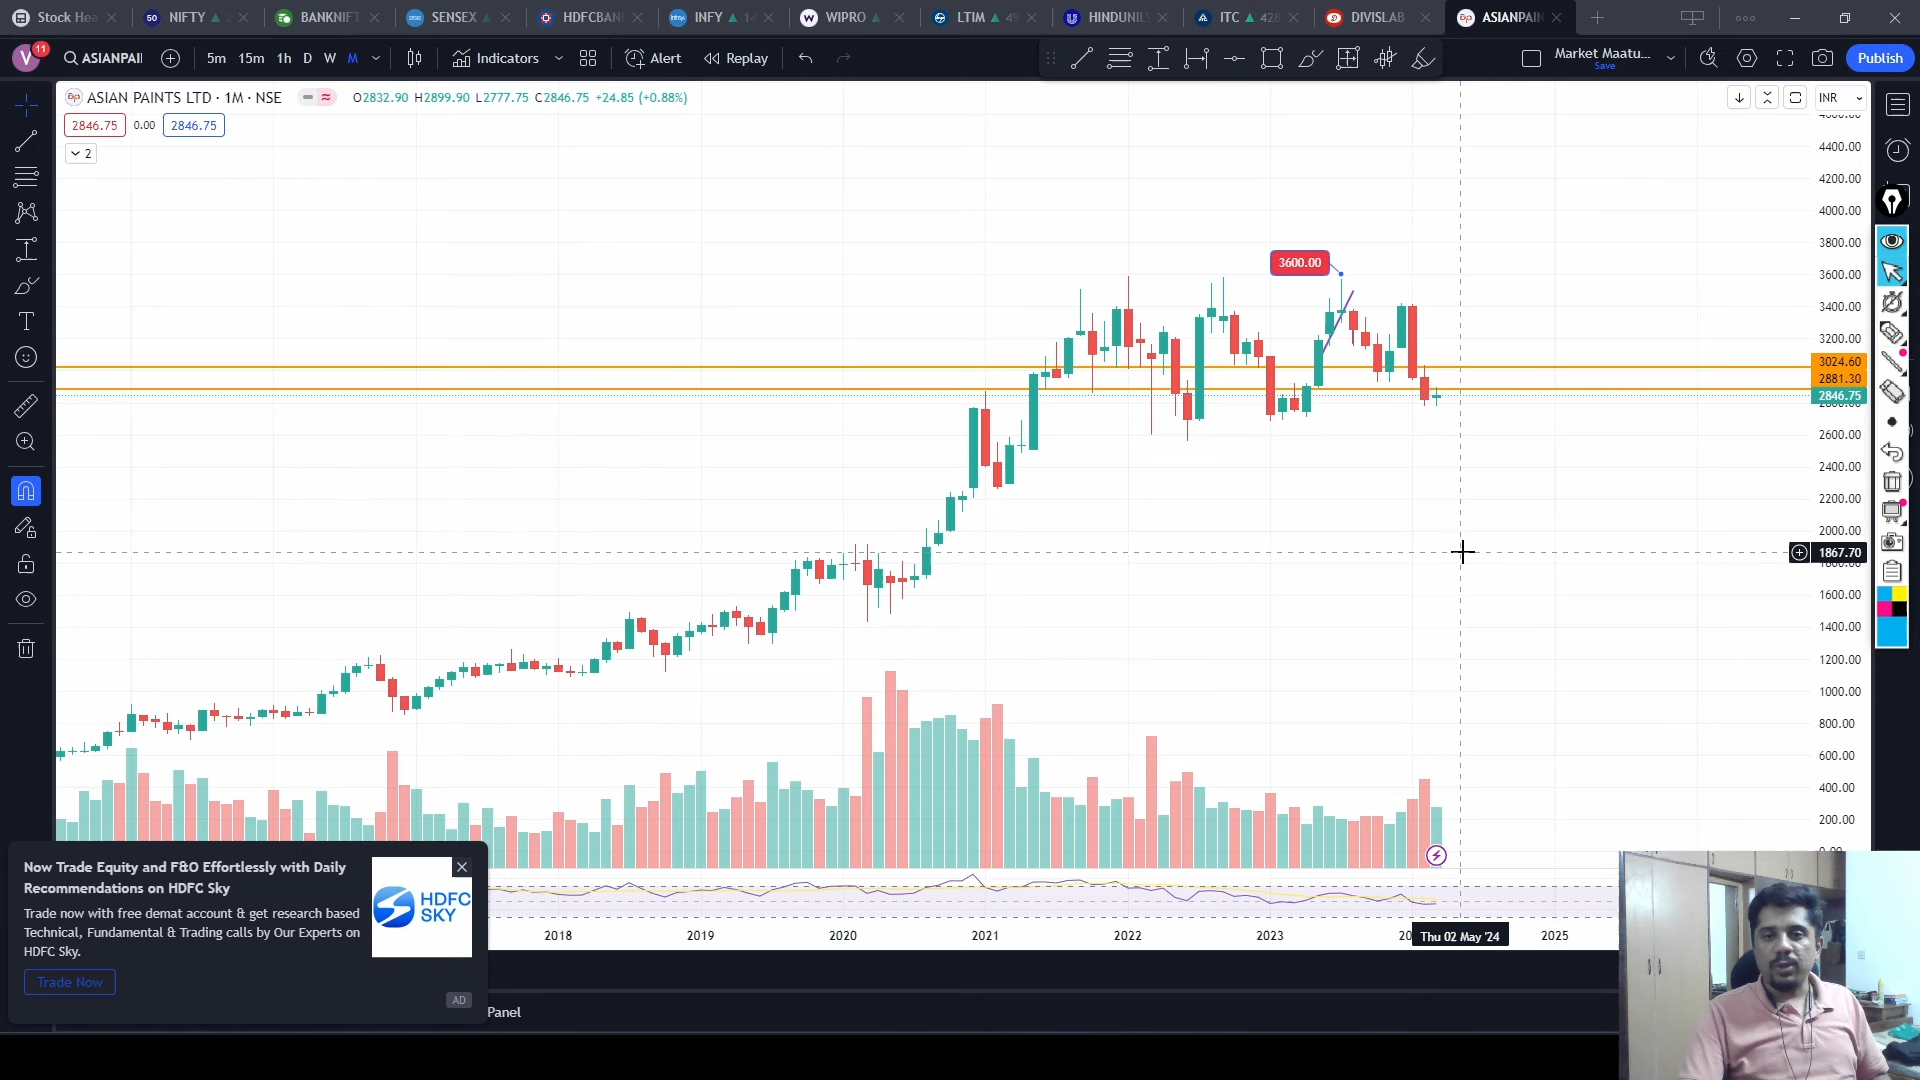 Stock Hea
50 NIFTY
BANKNIFT
SENSEX
HDFCBAN
INFY 14
WIPRO
LTIM 49
HINDUNIL
ITC 428
DIVISLAB
ASIANPAIN
V 11
ASIANPAI
5m 15m 1h D W M
Indicators
Alert
Replay
Market Maatu...
Save
Publish
ASIAN PAINTS LTD · 1M · NSE
O2832.90 H2899.90 L2777.75 C2846.75 +24.85 (+0.88%)
INR
2846.75 0.00 2846.75
2
4400.00
4200.00
4000.00
3800.00
3600.00
3600.00
3400.00
3200.00
3024.60
2881.30
2846.75
2600.00
2400.00
2200.00
2000.00
1867.70
1600.00
1400.00
1200.00
1000.00
800.00
600.00
400.00
200.00
Now Trade Equity and F&O Effortlessly with Daily
Recommendations on HDFC Sky
Trade now with free demat account & get research based
Technical, Fundamental & Trading calls by Our Experts on
HDFC Sky.
HDFC
SKY
Trade Now
AD
2018 2019 2020 2021 2022 2023 Thu 02 May '24 2025
Panel